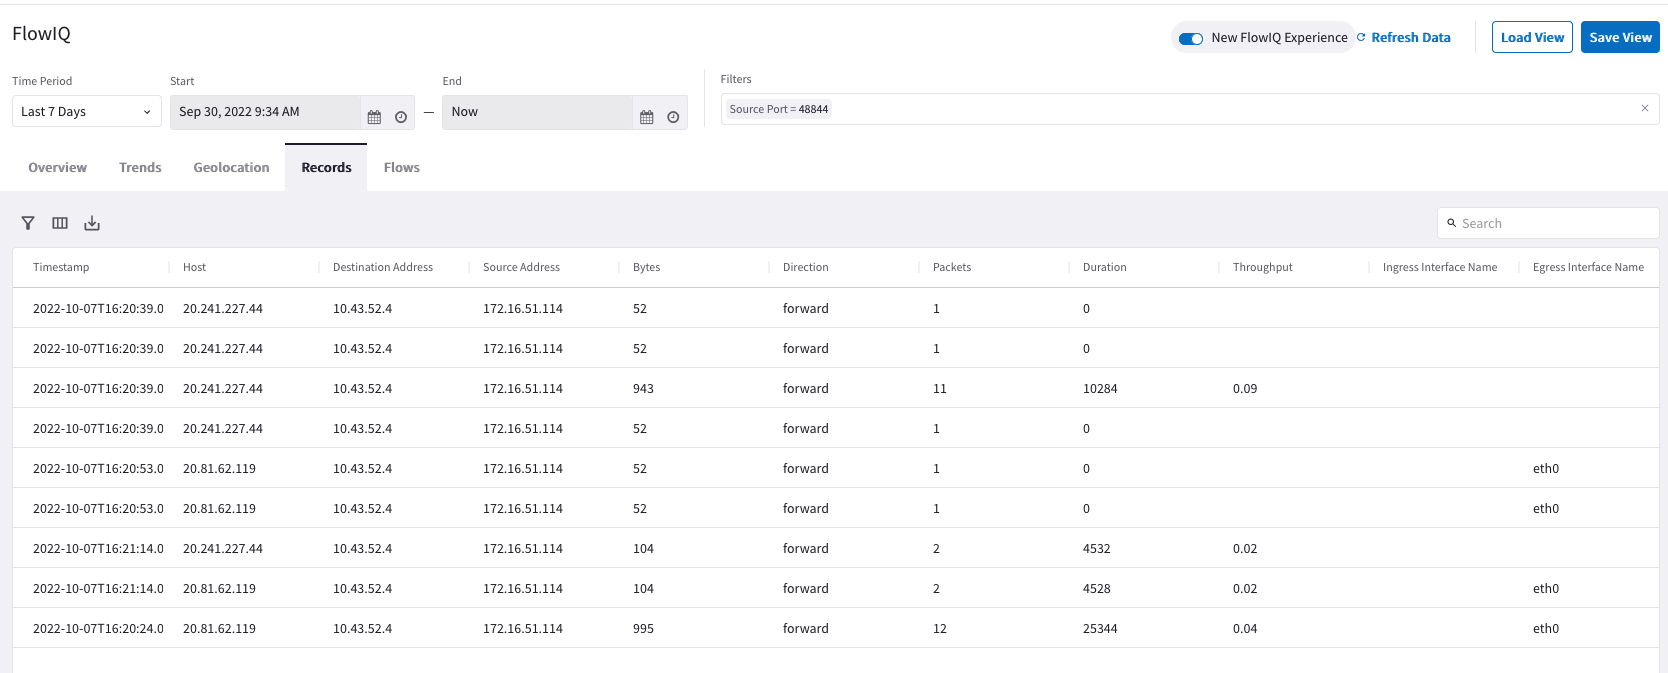 FlowIQ
New FlowIQ Experience Refresh Data Load View Save View
Time Period Start End Filters
Last 7 Days Sep 30, 2022 9:34 AM — Now Source Port = 48844 ×
Overview Trends Geolocation Records Flows
Search
Timestamp Host Destination Address Source Address Bytes Direction Packets Duration Throughput Ingress Interface Name Egress Interface Name
2022-10-07T16:20:39.0 20.241.227.44 10.43.52.4 172.16.51.114 52 forward 1 0
2022-10-07T16:20:39.0 20.241.227.44 10.43.52.4 172.16.51.114 52 forward 1 0
2022-10-07T16:20:39.0 20.241.227.44 10.43.52.4 172.16.51.114 943 forward 11 10284 0.09
2022-10-07T16:20:39.0 20.241.227.44 10.43.52.4 172.16.51.114 52 forward 1 0
2022-10-07T16:20:53.0 20.81.62.119 10.43.52.4 172.16.51.114 52 forward 1 0 eth0
2022-10-07T16:20:53.0 20.81.62.119 10.43.52.4 172.16.51.114 52 forward 1 0 eth0
2022-10-07T16:21:14.0 20.241.227.44 10.43.52.4 172.16.51.114 104 forward 2 4532 0.02
2022-10-07T16:21:14.0 20.81.62.119 10.43.52.4 172.16.51.114 104 forward 2 4528 0.02 eth0
2022-10-07T16:20:24.0 20.81.62.119 10.43.52.4 172.16.51.114 995 forward 12 25344 0.04 eth0